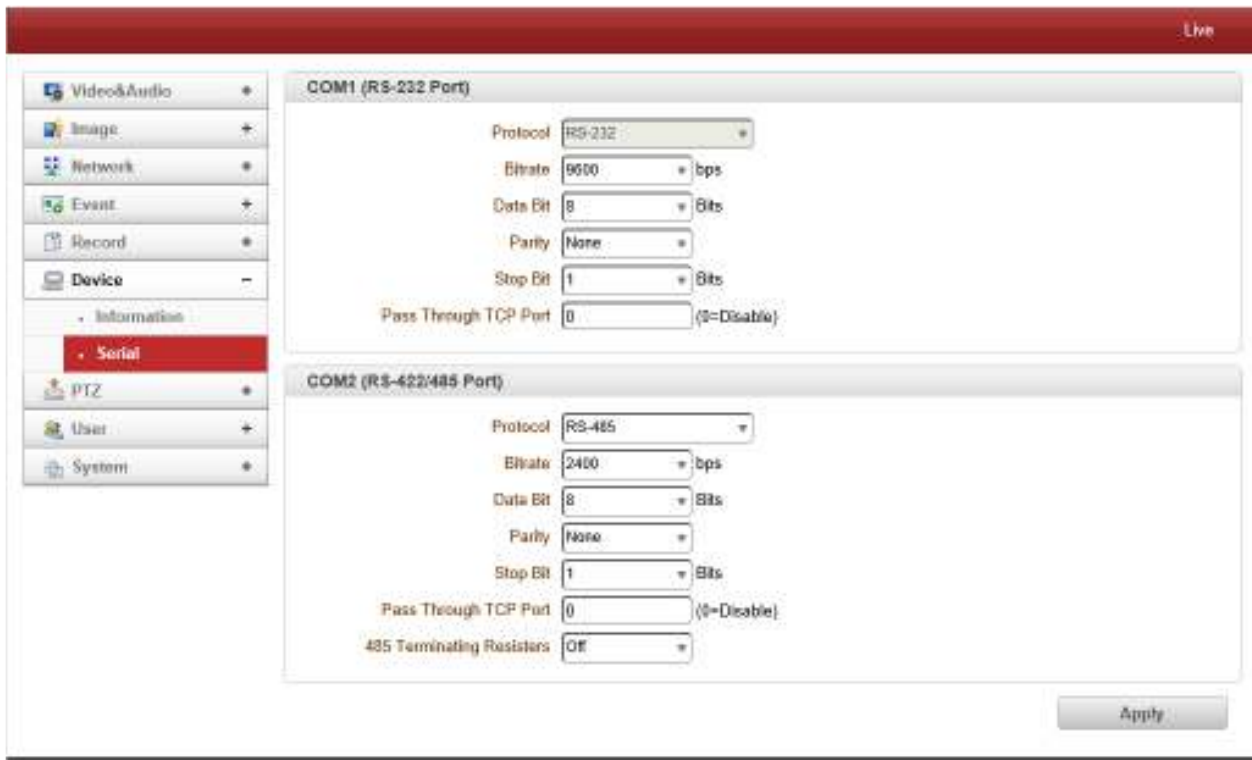 Live
Video&Audio
Image +
Network
Event +
Record
Device −
Information
Serial
PTZ
User +
System
COM1 (RS-232 Port)
Protocol RS-232
Bitrate 9600 bps
Data Bit 8 Bits
Parity None
Stop Bit 1 Bits
Pass Through TCP Port 0 (0=Disable)
COM2 (RS-422/485 Port)
Protocol RS-485
Bitrate 2400 bps
Data Bit 8 Bits
Parity None
Stop Bit 1 Bits
Pass Through TCP Port 0 (0=Disable)
485 Terminating Resisters Off
Apply